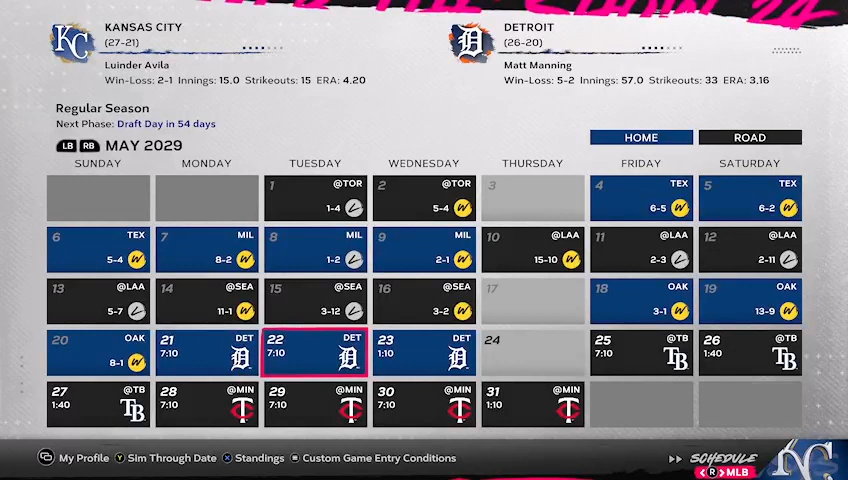 KANSAS CITY
(27-21)
Luinder Avila
Win-Loss: 2-1 Innings: 15.0 Strikeouts: 15 ERA: 4.20
DETROIT
(26-20)
Matt Manning
Win-Loss: 5-2 Innings: 57.0 Strikeouts: 33 ERA: 3.16
Regular Season
Next Phase: Draft Day in 54 days
LB RB MAY 2029
HOME ROAD
SUNDAY MONDAY TUESDAY WEDNESDAY THURSDAY FRIDAY SATURDAY
1 @TOR 2 @TOR 3 4 TEX 5 TEX
1-4 L 5-4 W 6-5 W 6-2 W
6 TEX 7 MIL 8 MIL 9 MIL 10 @LAA 11 @LAA 12 @LAA
5-4 W 8-2 W 1-2 L 2-1 W 15-10 W 2-3 L 2-11 L
13 @LAA 14 @SEA 15 @SEA 16 @SEA 17 18 OAK 19 OAK
5-7 L 11-1 W 3-12 L 3-2 W 3-1 W 13-9 W
20 OAK 21 DET 22 DET 23 DET 24 25 @TB 26 @TB
8-1 W 7:10 7:10 1:10 7:10 TB 1:40 TB
27 @TB 28 @MIN 29 @MIN 30 @MIN 31 @MIN
1:40 TB 7:10 TC 7:10 TC 7:10 TC 1:10 TC
My Profile Y Sim Through Date X Standings Custom Game Entry Conditions
SCHEDULE
R MLB
KC